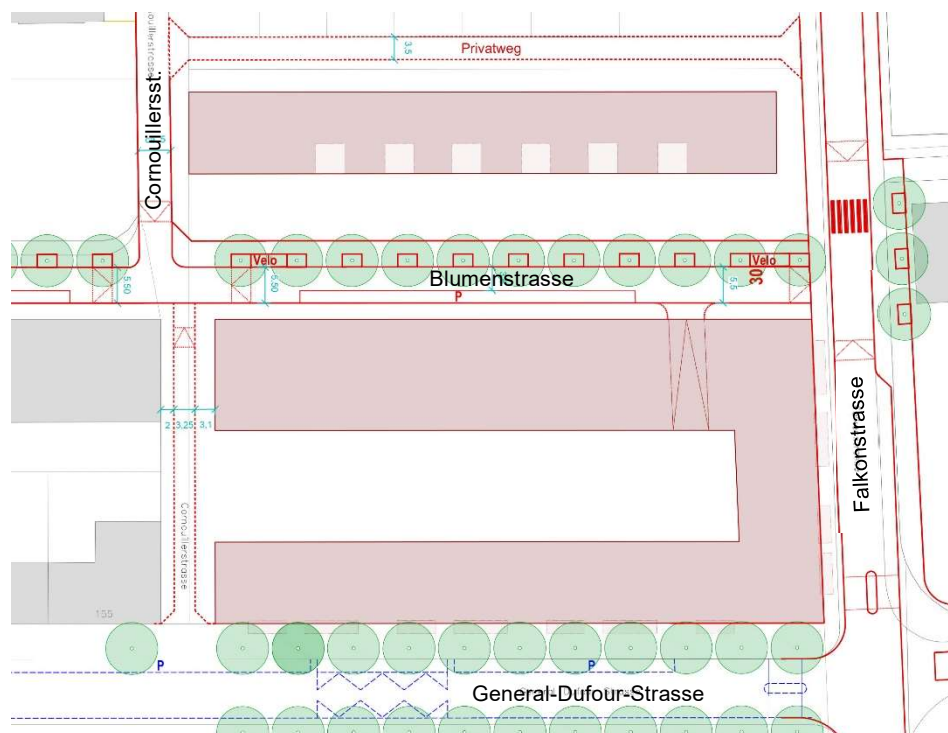 Cornouillerstrasse
3,5
Privatweg
Cornouillersst.
Velo
Velo
5,50
5,50
Blumenstrasse
5,5
30
P
2
3,25
3,1
Cornouillerstrasse
Falkonstrasse
155
P
P
General-Dufour-Strasse